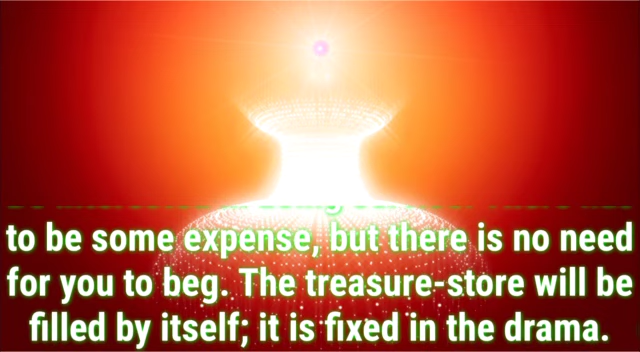 to be some expense, but there is no need
for you to beg. The treasure-store will be
filled by itself; it is fixed in the drama.